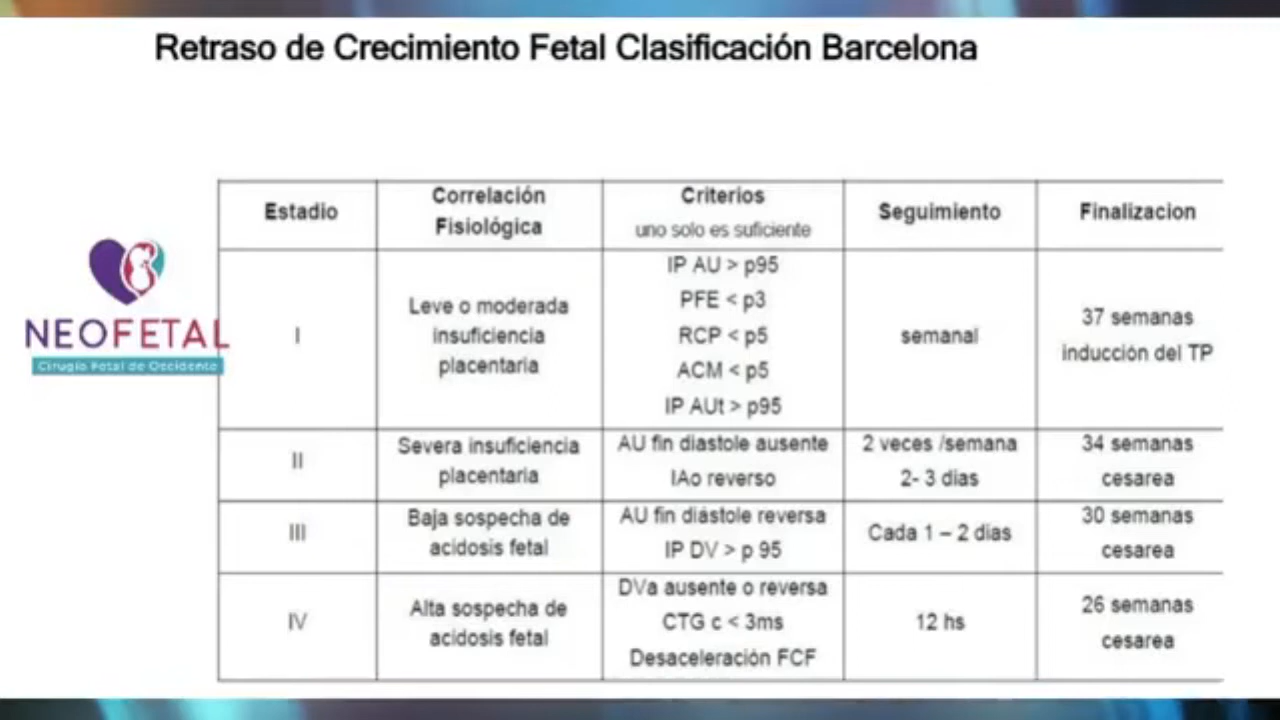 Retraso de Crecimiento Fetal Clasificación Barcelona
NEOFETAL
Cirugía Fetal de Occidente
Estadio
Correlación
Fisiológica
Criterios
uno solo es suficiente
Seguimiento
Finalizacion
I
Leve o moderada
insuficiencia
placentaria
IP AU > p95
PFE < p3
RCP < p5
ACM < p5
IP AUt > p95
semanal
37 semanas
inducción del TP
II
Severa insuficiencia
placentaria
AU fin diastole ausente
IAo reverso
2 veces /semana
2- 3 dias
34 semanas
cesarea
III
Baja sospecha de
acidosis fetal
AU fin diástole reversa
IP DV > p 95
Cada 1 – 2 dias
30 semanas
cesarea
IV
Alta sospecha de
acidosis fetal
DVa ausente o reversa
CTG c < 3ms
Desaceleración FCF
12 hs
26 semanas
cesarea